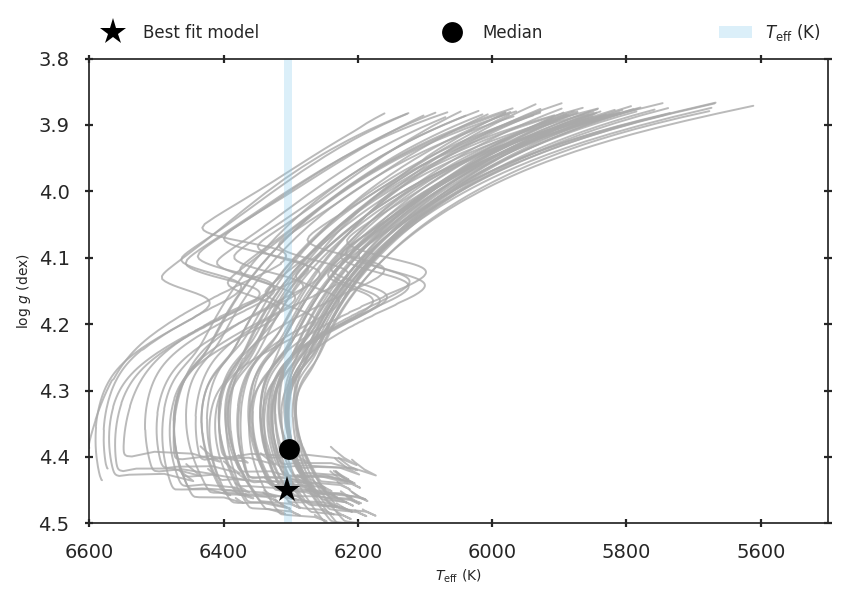 Best fit model Median T_eff (K)
3.8
3.9
4.0
4.1
4.2
4.3
4.4
4.5
log g (dex)
6600 6400 6200 6000 5800 5600
T_eff (K)